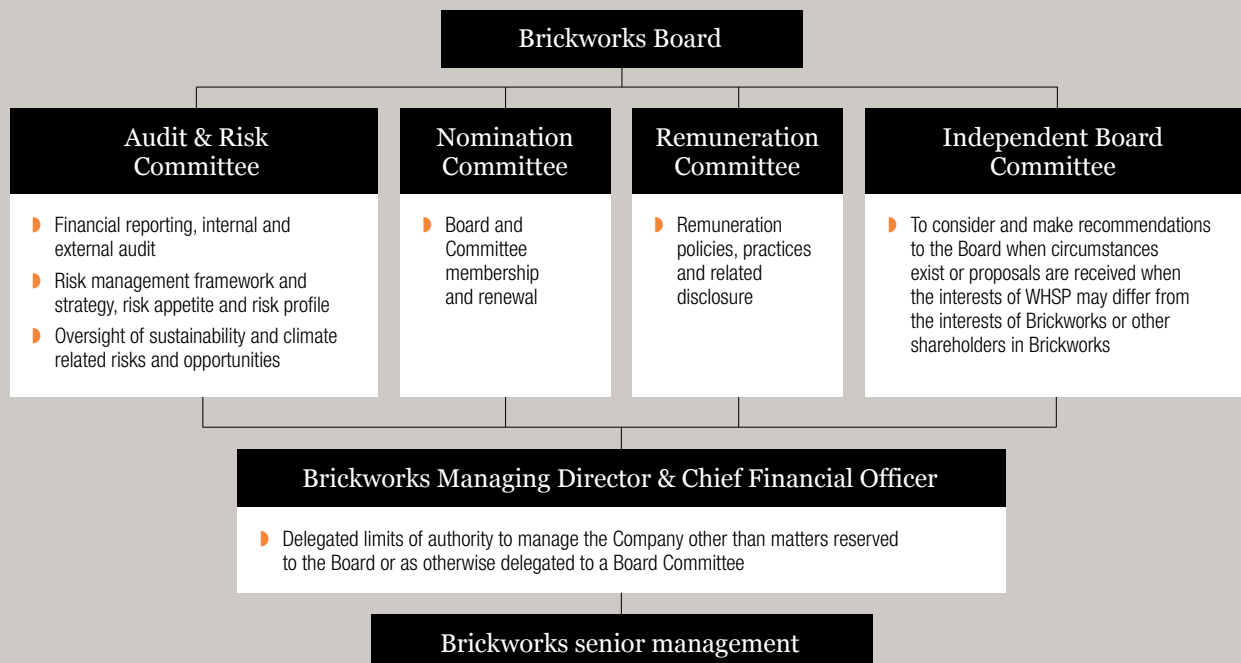 Brickworks Board
Audit & Risk
Committee
Financial reporting, internal and
external audit
Risk management framework and
strategy, risk appetite and risk profile
Oversight of sustainability and climate
related risks and opportunities
Nomination
Committee
Board and
Committee
membership
and renewal
Remuneration
Committee
Remuneration
policies, practices
and related
disclosure
Independent Board
Committee
To consider and make recommendations
to the Board when circumstances
exist or proposals are received when
the interests of WHSP may differ from
the interests of Brickworks or other
shareholders in Brickworks
Brickworks Managing Director & Chief Financial Officer
Delegated limits of authority to manage the Company other than matters reserved
to the Board or as otherwise delegated to a Board Committee
Brickworks senior management